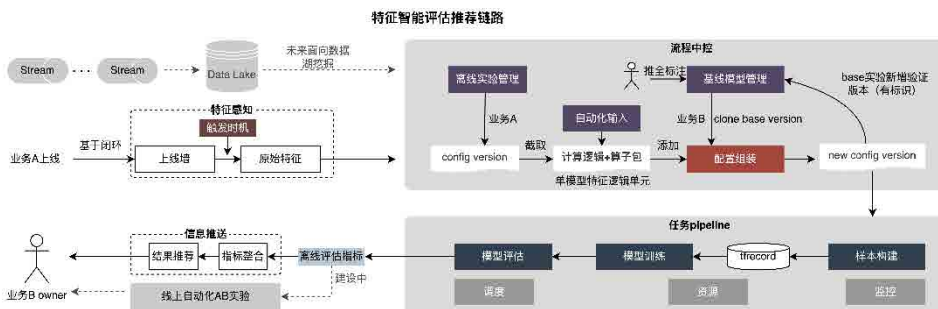 特征智能评估推荐链路
Stream
Stream
Data Lake
未来面向数据
湖挖掘
流程中控
离线实验管理
推全标注
基线模型管理
base实验新增验证
版本（有标识）
特征感知
触发时机
业务A上线
基于闭环
上线墙
原始特征
业务A
自动化输入
业务B
clone base version
config version
截取
计算逻辑+算子包
添加
配置组装
new config version
单模型特征逻辑单元
任务pipeline
信息推送
结果推荐
指标整合
离线评估指标
模型评估
模型训练
tfrecord
样本构建
建设中
业务B owner
线上自动化AB实验
调度
资源
监控